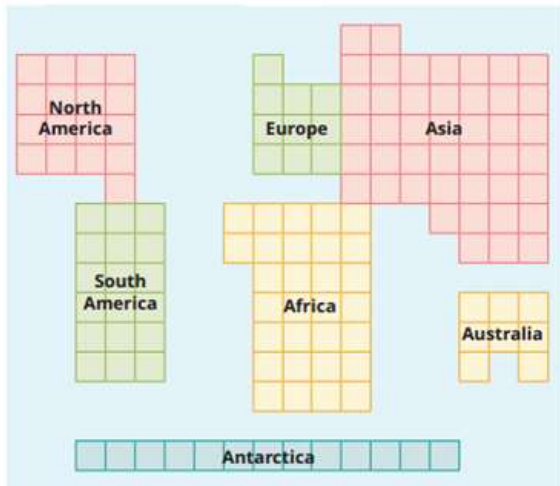 North
America
Europe
Asia
South
America
Africa
Australia
Antarctica